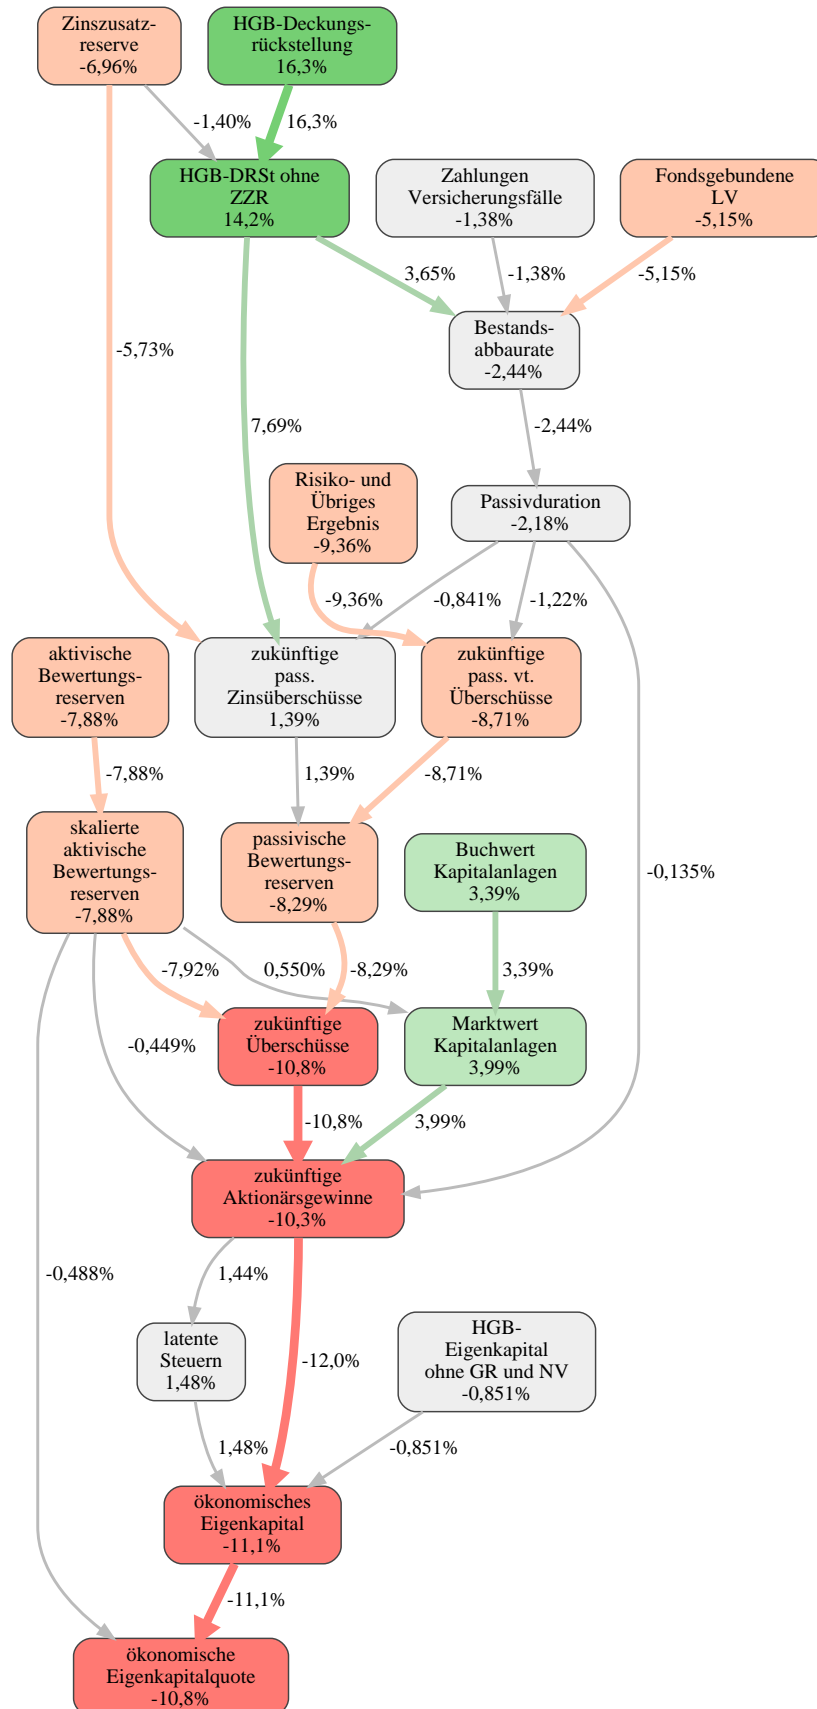 Zinszusatz-
reserve
-6,96%
HGB-Deckungs-
rückstellung
16,3%
-1,40%
16,3%
HGB-DRSt ohne
ZZR
14,2%
Zahlungen
Versicherungsfälle
-1,38%
Fondsgebundene
LV
-5,15%
3,65%
-1,38%
-5,15%
Bestands-
abbaurate
-2,44%
-5,73%
7,69%
-2,44%
Risiko- und
Übriges
Ergebnis
-9,36%
Passivduration
-2,18%
-9,36%
-0,841%
-1,22%
aktivische
Bewertungs-
reserven
-7,88%
zukünftige
pass.
Zinsüberschüsse
1,39%
zukünftige
pass. vt.
Überschüsse
-8,71%
-7,88%
1,39%
-8,71%
skalierte
aktivische
Bewertungs-
reserven
-7,88%
passivische
Bewertungs-
reserven
-8,29%
Buchwert
Kapitalanlagen
3,39%
-0,135%
-7,92%
0,550%
-8,29%
3,39%
zukünftige
Überschüsse
-10,8%
Marktwert
Kapitalanlagen
3,99%
-0,449%
-10,8%
3,99%
zukünftige
Aktionärsgewinne
-10,3%
-0,488%
1,44%
latente
Steuern
1,48%
-12,0%
HGB-
Eigenkapital
ohne GR und NV
-0,851%
1,48%
-0,851%
ökonomisches
Eigenkapital
-11,1%
-11,1%
ökonomische
Eigenkapitalquote
-10,8%